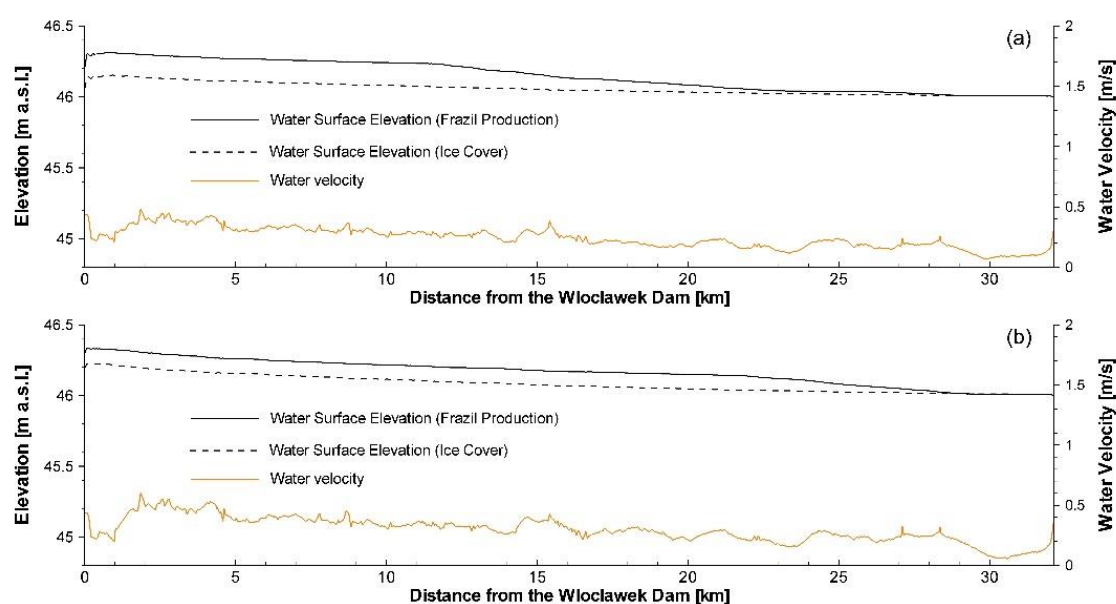 46.5
46
45.5
45
Elevation [m a.s.l.]
(a)
Water Surface Elevation (Frazil Production)
Water Surface Elevation (Ice Cover)
Water velocity
2
1.5
1
0.5
0
Water Velocity [m/s]
0 5 10 15 20 25 30
Distance from the Wloclawek Dam [km]
46.5
46
45.5
45
Elevation [m a.s.l.]
(b)
Water Surface Elevation (Frazil Production)
Water Surface Elevation (Ice Cover)
Water velocity
2
1.5
1
0.5
0
Water Velocity [m/s]
0 5 10 15 20 25 30
Distance from the Wloclawek Dam [km]